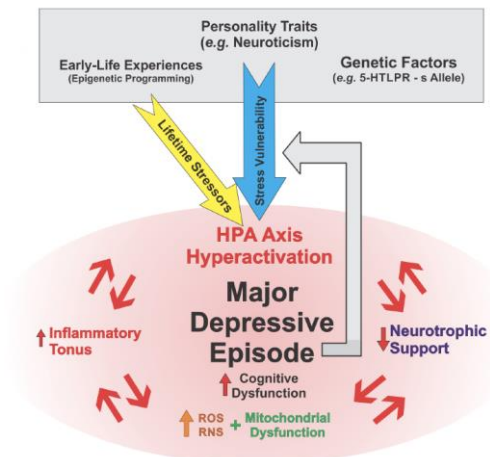 Personality Traits
(e.g. Neuroticism)
Early-Life Experiences
(Epigenetic Programming)
Genetic Factors
(e.g. 5-HTLPR - s Allele)
Lifetime Stressors
Stress Vulnerability
HPA Axis
Hyperactivation
Major
Depressive
Episode
Inflammatory
Tonus
Neurotrophic
Support
Cognitive
Dysfunction
ROS
RNS
+ Mitochondrial
Dysfunction